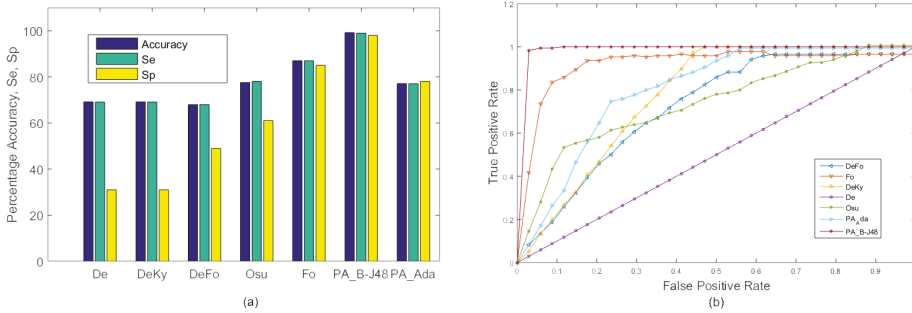 100
80
60
40
20
0
Percentage Accuracy, Se, Sp
Accuracy
Se
Sp
De
DeKy
DeFo
Osu
Fo
PA_B-J48
PA_Ada
(a)
1.2
1
0.8
0.6
0.4
0.2
0
True Positive Rate
DeFo
Fo
DeKy
De
Osu
PA_Ada
PA_B-J48
0
0.1
0.2
0.3
0.4
0.5
0.6
0.7
0.8
0.9
False Positive Rate
(b)